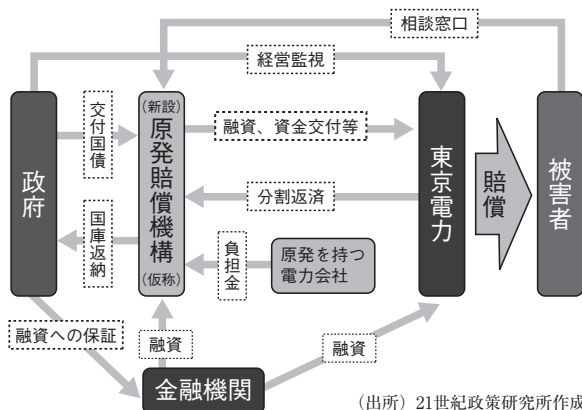 相談窓口
経営監視
政府
交付国債
国庫返納
(新設)
原発賠償機構
(仮称)
融資、資金交付等
分割返済
負担金
原発を持つ
電力会社
東京電力
賠償
被害者
融資への保証
融資
融資
金融機関
(出所)21世紀政策研究所作成